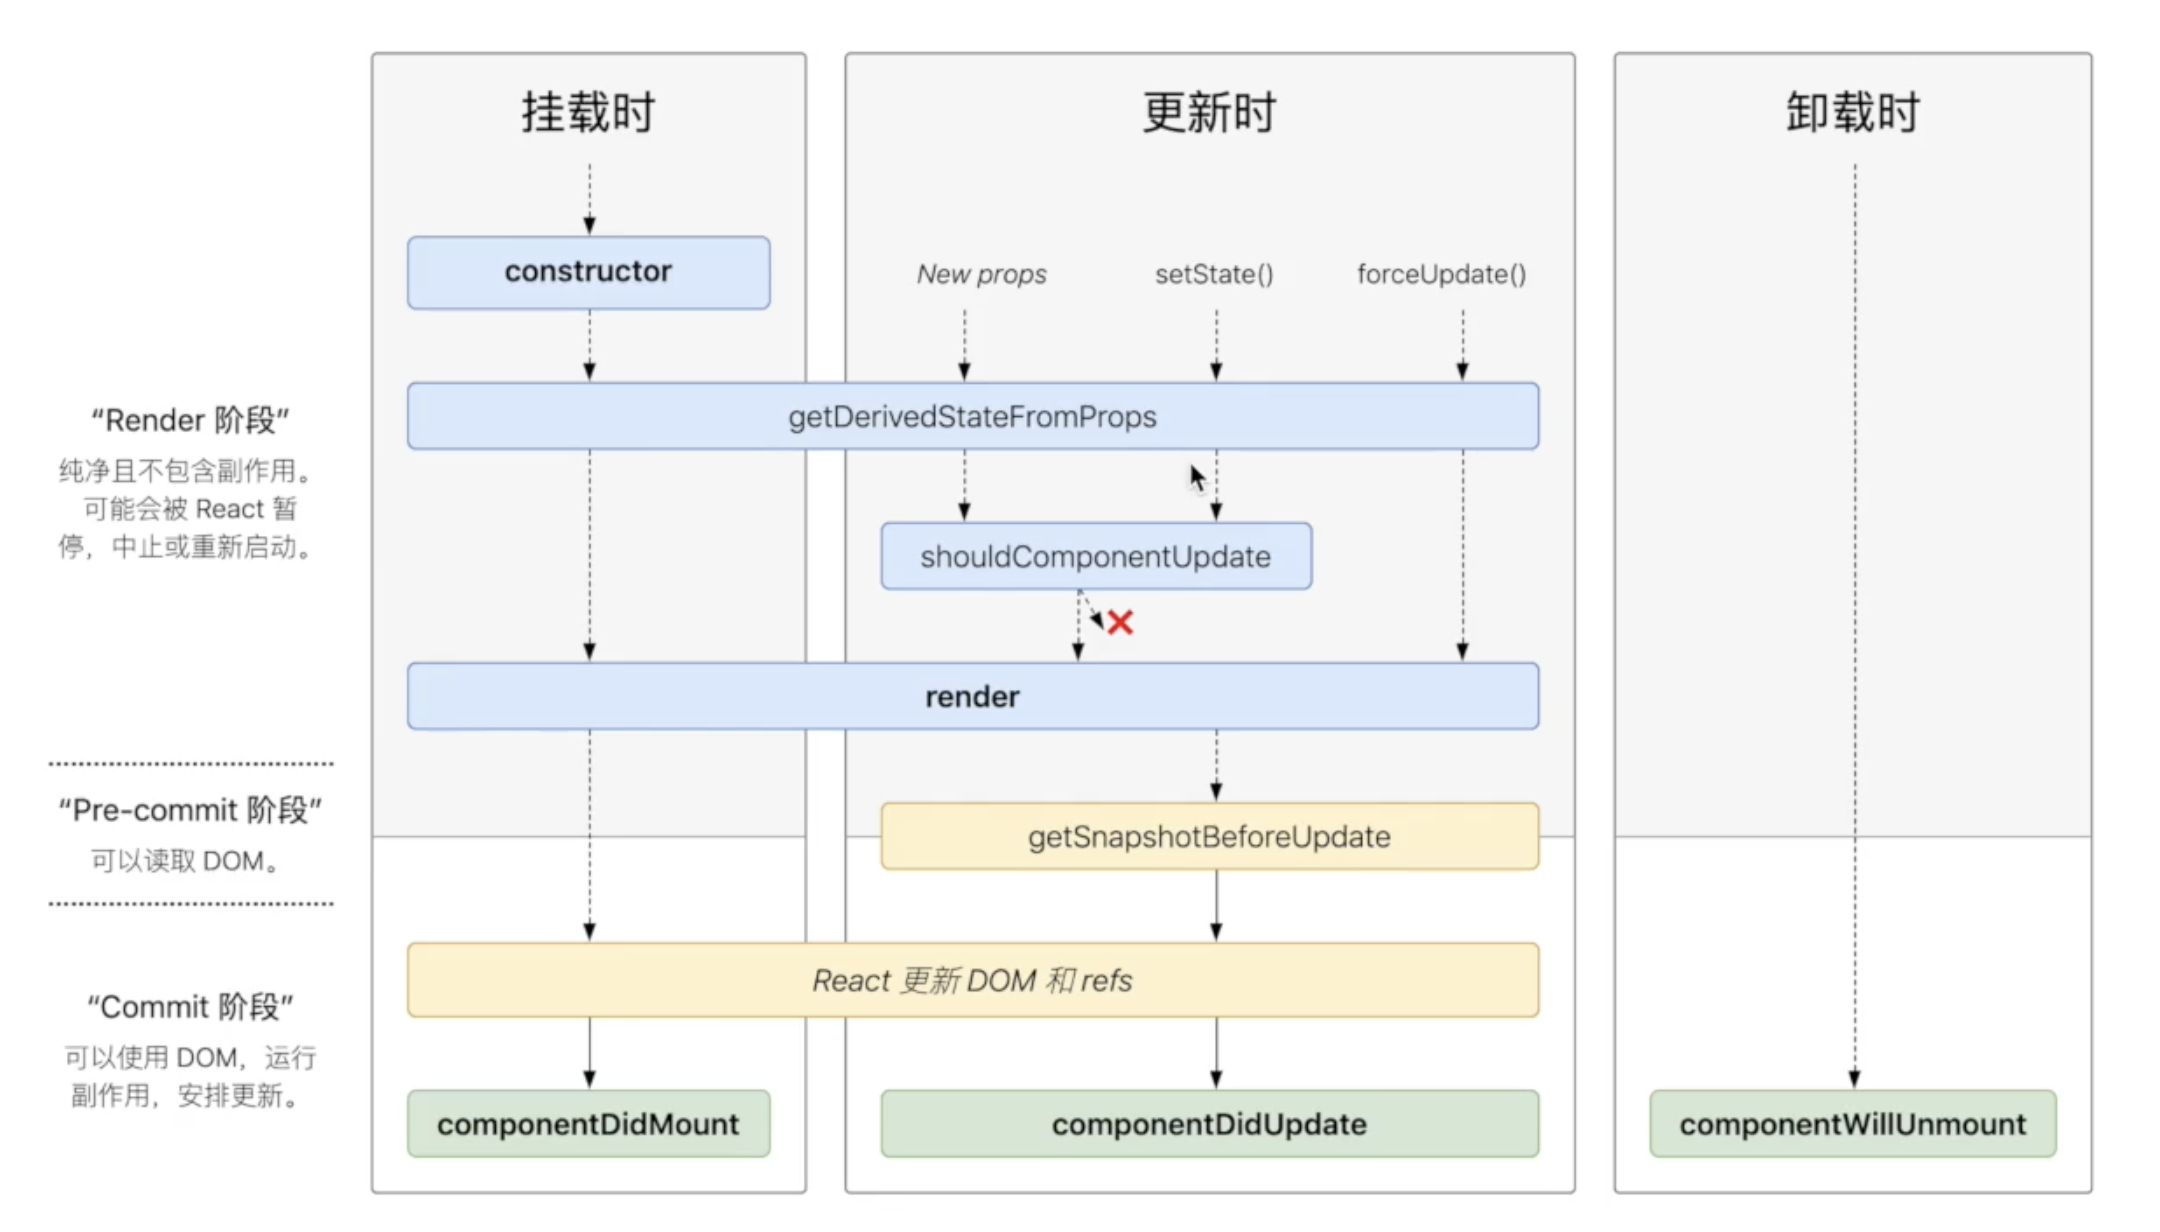 挂载时
更新时
卸载时
constructor
New props
setState()
forceUpdate()
“Render 阶段”
纯净且不包含副作用。
可能会被 React 暂
停，中止或重新启动。
getDerivedStateFromProps
shouldComponentUpdate
render
“Pre-commit 阶段”
可以读取 DOM。
getSnapshotBeforeUpdate
“Commit 阶段”
可以使用 DOM，运行
副作用，安排更新。
React 更新 DOM 和 refs
componentDidMount
componentDidUpdate
componentWillUnmount